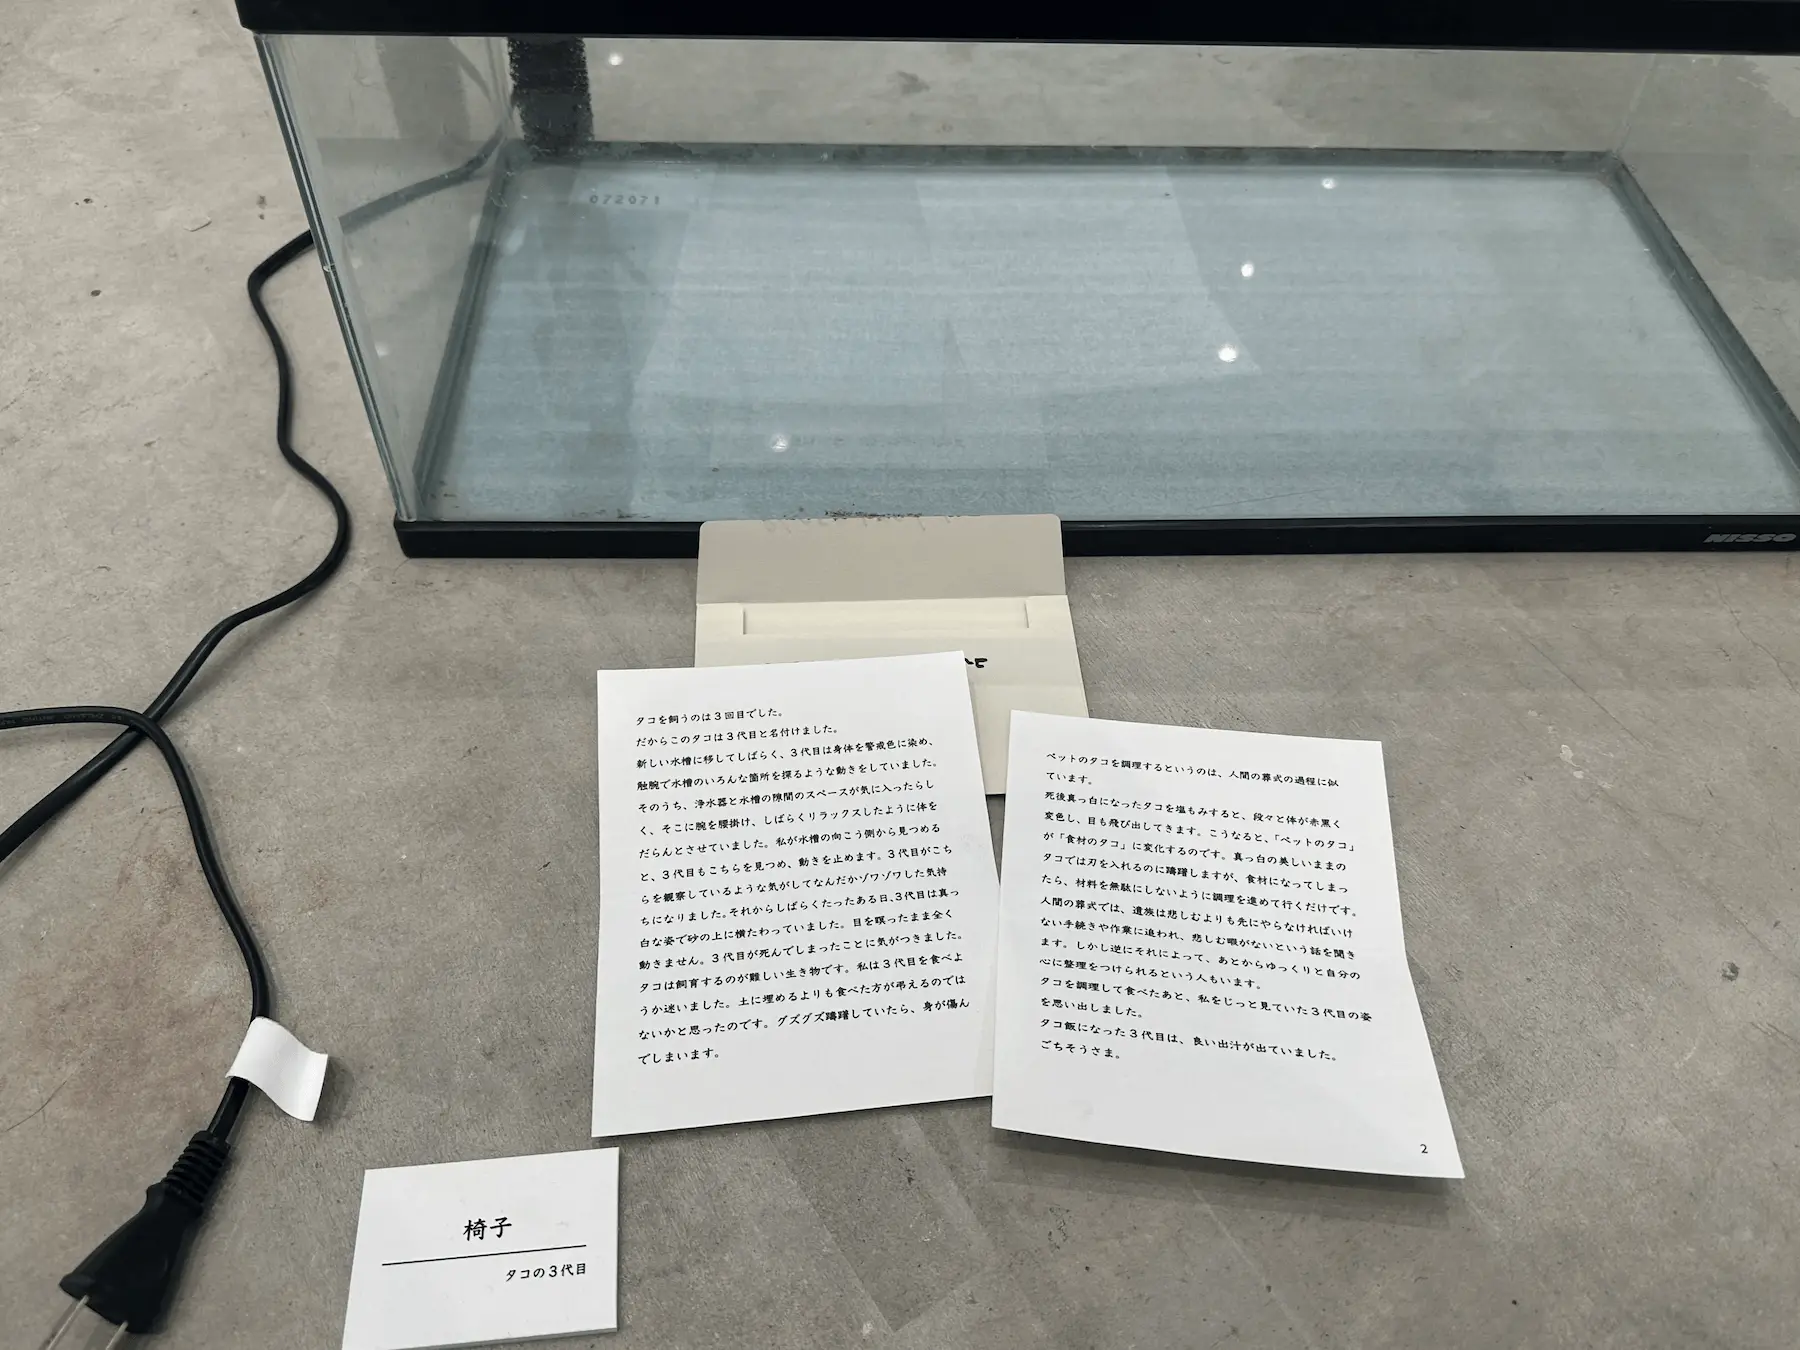 072071
NISSO
タコを飼うのは3回目でした。
だからこのタコは3代目と名付けました。
新しい水槽に移してしばらく、3代目は身体を警戒色に染め、
触腕で水槽のいろんな箇所を探るような動きをしていました。
そのうち、浄水器と水槽の隙間のスペースが気に入ったらし
く、そこに腕を腰掛け、しばらくリラックスしたように体を
だらんとさせていました。私が水槽の向こう側から見つめる
と、3代目もこちらを見つめ、動きを止めます。3代目がこち
らを観察しているような気がしてなんだかゾワゾワした気持
ちになりました。それからしばらくたったある日、3代目は真っ
白な姿で砂の上に横たわっていました。目を瞑ったまま全く
動きません。3代目が死んでしまったことに気がつきました。
タコは飼育するのが難しい生き物です。私は3代目を食べよ
うか迷いました。土に埋めるよりも食べた方が弔えるのでは
ないかと思ったのです。グズグズ躊躇していたら、身が傷ん
でしまいます。
ペットのタコを調理するというのは、人間の葬式の過程に似
ています。
死後真っ白になったタコを塩もみすると、段々と体が赤黒く
変色し、目も飛び出してきます。こうなると、「ペットのタコ」
が「食材のタコ」に変化するのです。真っ白の美しいままの
タコでは刃を入れるのに躊躇しますが、食材になってしまっ
たら、材料を無駄にしないように調理を進めて行くだけです。
人間の葬式では、遺族は悲しむよりも先にやらなければいけ
ない手続きや作業に追われ、悲しむ暇がないという話を聞き
ます。しかし逆にそれによって、あとからゆっくりと自分の
心に整理をつけられるという人もいます。
タコを調理して食べたあと、私をじっと見ていた3代目の姿
を思い出しました。
タコ飯になった3代目は、良い出汁が出ていました。
ごちそうさま。
2
椅子
タコの3代目